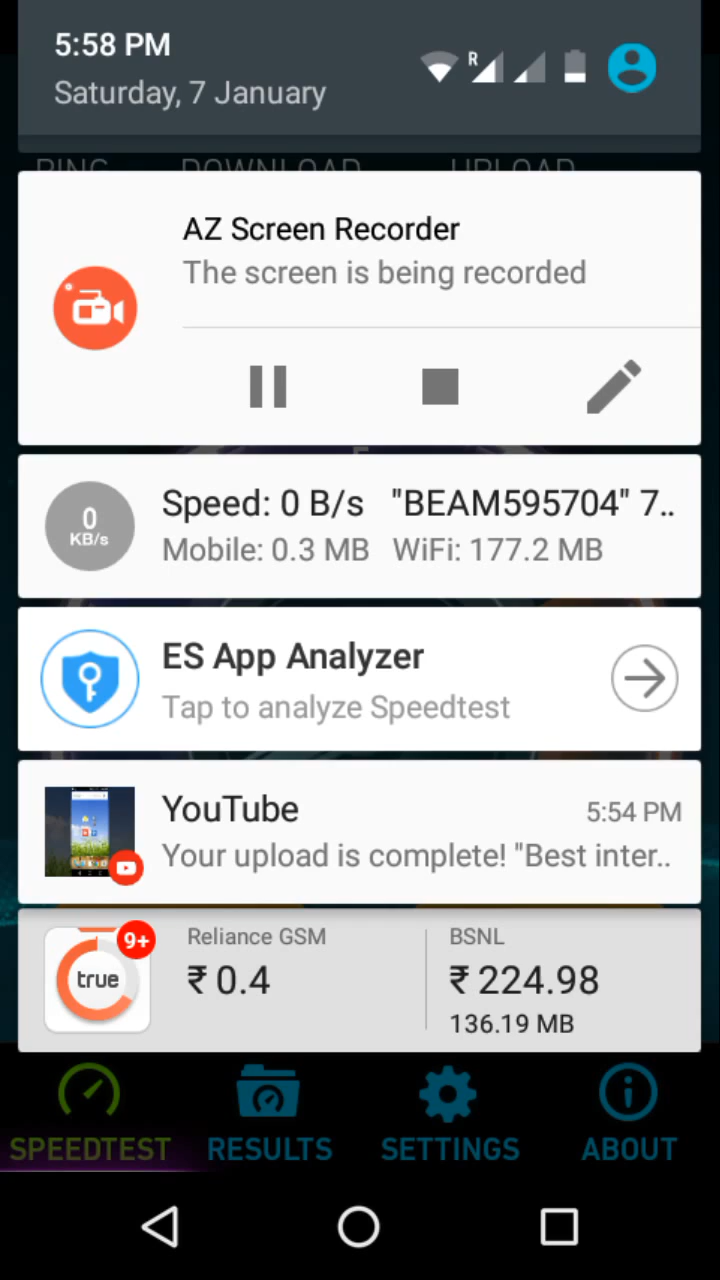 5:58 PM
Saturday, 7 January
R
PING DOWNLOAD UPLOAD
AZ Screen Recorder
The screen is being recorded
0
KB/s
Speed: 0 B/s "BEAM595704" 7..
Mobile: 0.3 MB WiFi: 177.2 MB
ES App Analyzer
Tap to analyze Speedtest
YouTube 5:54 PM
Your upload is complete! "Best inter..
9+
true
Reliance GSM
₹ 0.4
BSNL
₹ 224.98
136.19 MB
SPEEDTEST RESULTS SETTINGS ABOUT